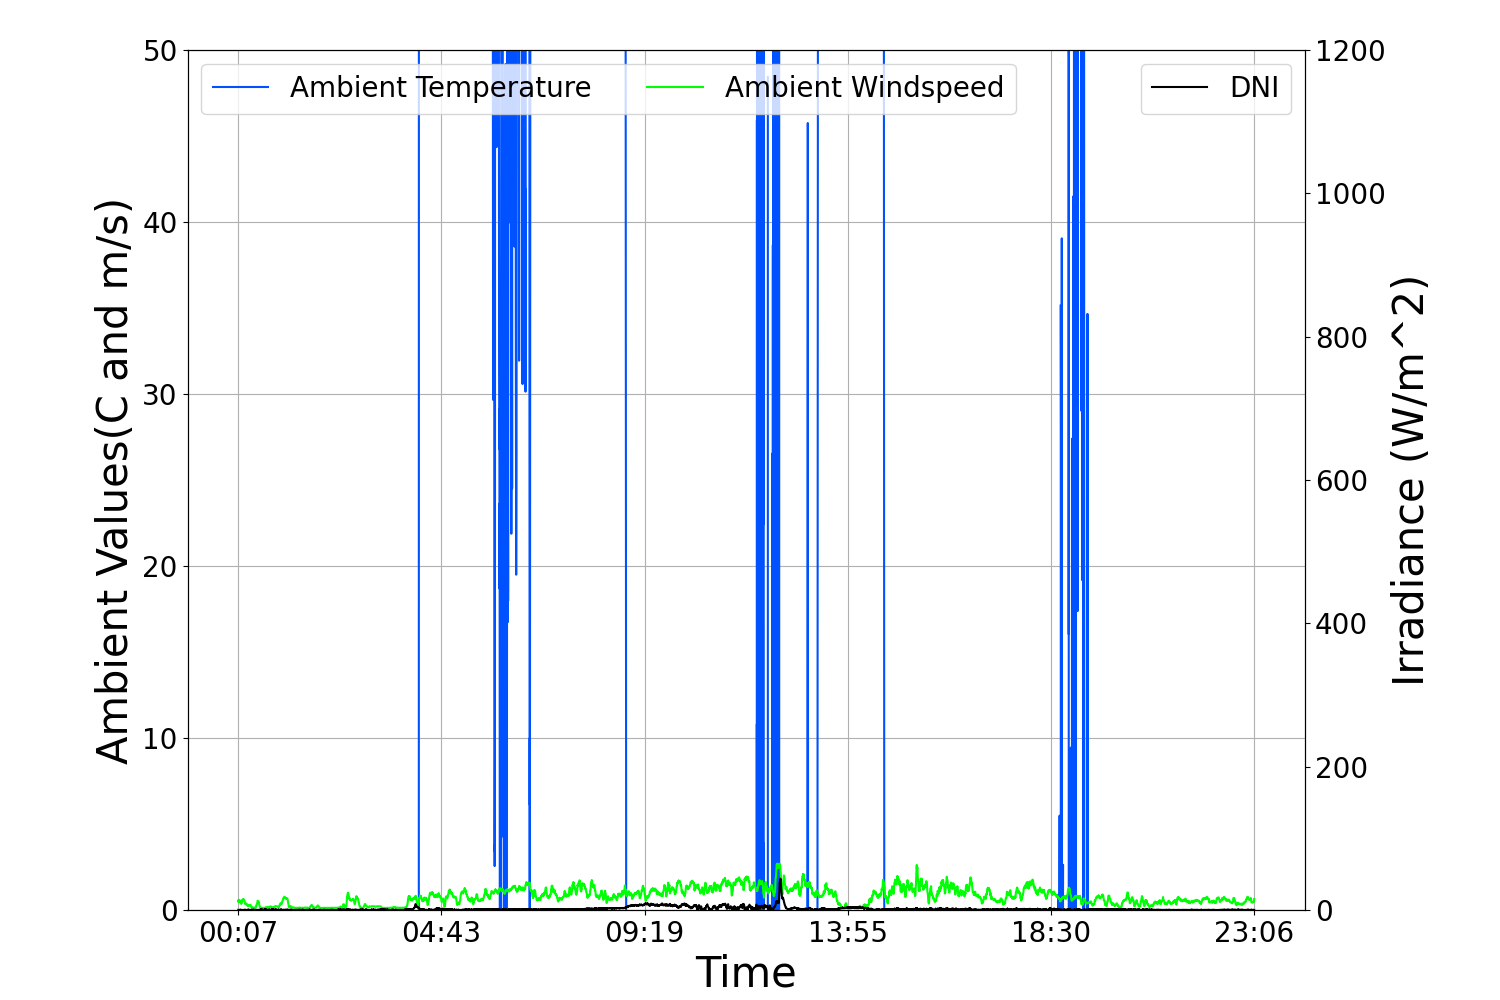 Ambient Temperature
Ambient Windspeed
DNI
50
40
30
20
10
0
Ambient Values(C and m/s)
1200
1000
800
600
400
200
0
Irradiance (W/m^2)
00:07 04:43 09:19 13:55 18:30 23:06
Time